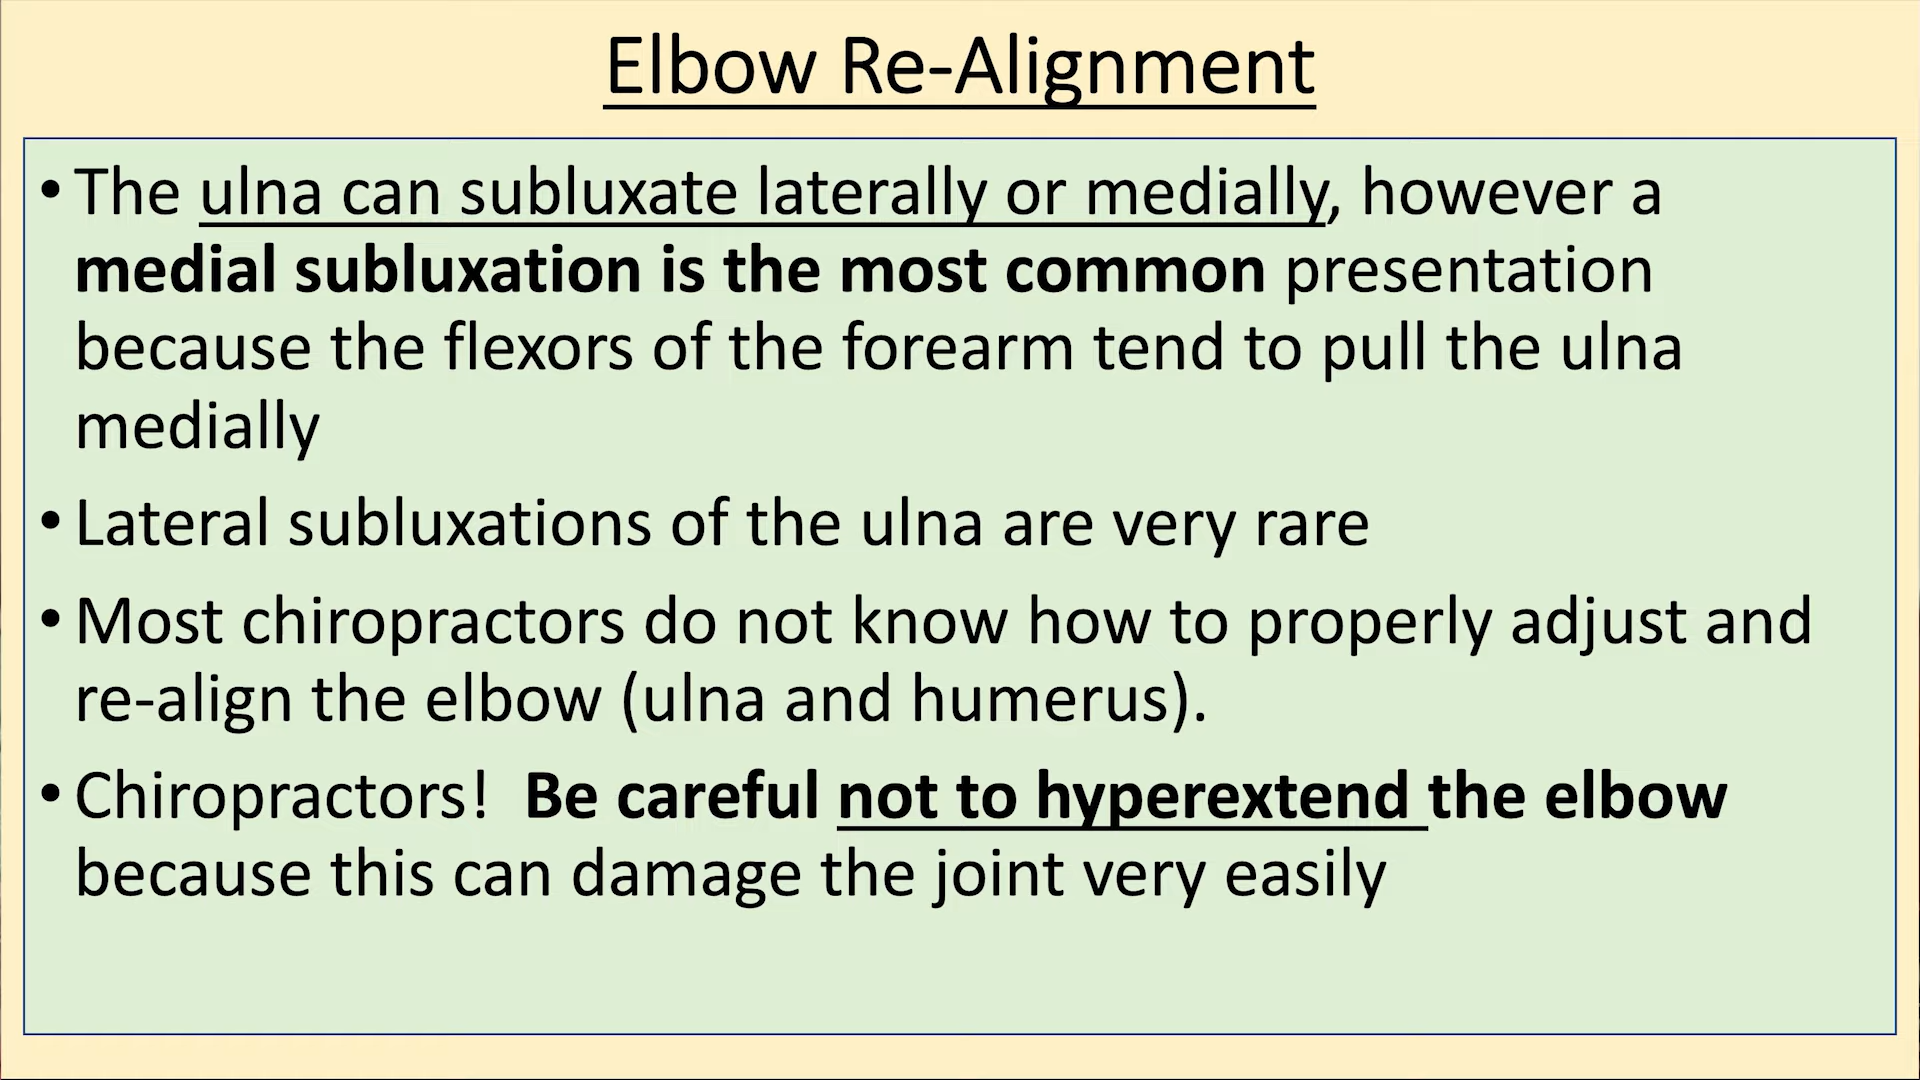 Elbow Re-Alignment
• The ulna can subluxate laterally or medially, however a
medial subluxation is the most common presentation
because the flexors of the forearm tend to pull the ulna
medially
• Lateral subluxations of the ulna are very rare
• Most chiropractors do not know how to properly adjust and
re-align the elbow (ulna and humerus).
• Chiropractors!  Be careful not to hyperextend the elbow
because this can damage the joint very easily